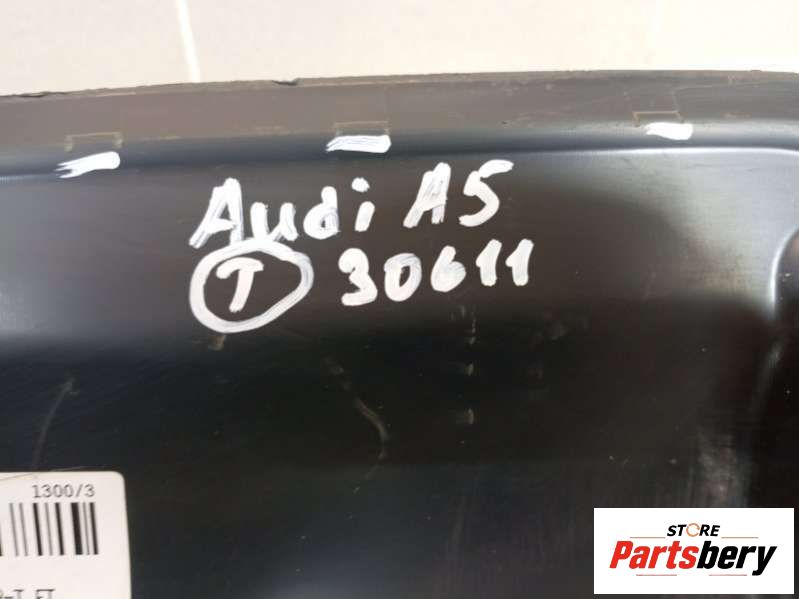 Audi A5
T 30611
1300/3
STORE
Partsbery